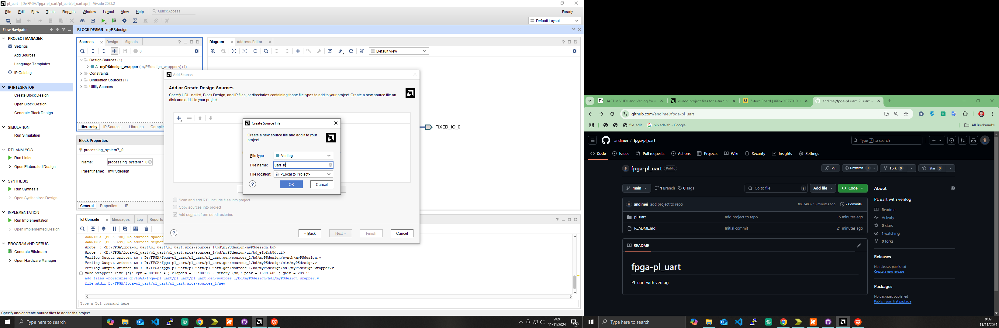 pl_uart - [D:/FPGA/fpga-pl_uart/pl_uart/pl_uart.xpr] - Vivado 2023.2
File Edit Flow Tools Reports Window Layout View Help
Quick Access
Ready
Default Layout
Flow Navigator
PROJECT MANAGER
Settings
Add Sources
Language Templates
IP Catalog
IP INTEGRATOR
Create Block Design
Open Block Design
Generate Block Design
SIMULATION
Run Simulation
RTL ANALYSIS
Run Linter
Open Elaborated Design
SYNTHESIS
Run Synthesis
Open Synthesized Design
IMPLEMENTATION
Run Implementation
Open Implemented Design
PROGRAM AND DEBUG
Generate Bitstream
Open Hardware Manager
BLOCK DESIGN - myPSdesign
Sources Design Signals
0
Design Sources (1)
myPSdesign_wrapper (myPSdesign_wrapper.v) (1)
Constraints
Simulation Sources (1)
Utility Sources
Hierarchy IP Sources Libraries Compile
Block Properties
processing_system7_0
Name: processing_system7_0
Parent name: myPSdesign
General Properties IP
Diagram Address Editor
Default View
FIXED_IO_0
Add Sources
Add or Create Design Sources
Specify HDL, netlist, Block Design, and IP files, or directories containing those file types to add to your project. Create a new source file on
disk and add it to your project.
Create Source File
Create a new source file and add it to your
project.
File type: Verilog
File name: uart_tx
File location: <Local to Project>
OK Cancel
Scan and add RTL include files into project
Copy sources into project
Add sources from subdirectories
< Back Next > Finish Cancel
Tcl Console Messages Log Reports
WARNING: [BD 5-700] No address spaces
WARNING: [BD 5-699] No address segmen
Wrote : <D:\FPGA/fpga-pl_uart\pl_uart\pl_uart.srcs\sources_1\bd\myPSdesign\myPSdesign.bd>
Wrote : <D:/FPGA/fpga-pl_uart/pl_uart/pl_uart.srcs/sources_1/bd/myPSdesign/ui/bd_e1bfcb8d.ui>
Verilog Output written to : D:/FPGA/fpga-pl_uart/pl_uart/pl_uart.gen/sources_1/bd/myPSdesign/synth/myPSdesign.v
Verilog Output written to : D:/FPGA/fpga-pl_uart/pl_uart/pl_uart.gen/sources_1/bd/myPSdesign/sim/myPSdesign.v
Verilog Output written to : D:/FPGA/fpga-pl_uart/pl_uart/pl_uart.gen/sources_1/bd/myPSdesign/hdl/myPSdesign_wrapper.v
make_wrapper: Time (s): cpu = 00:00:04 ; elapsed = 00:00:12 . Memory (MB): peak = 1688.609 ; gain = 209.598
add_files -norecurse d:/FPGA/fpga-pl_uart/pl_uart/pl_uart.gen/sources_1/bd/myPSdesign/hdl/myPSdesign_wrapper.v
file mkdir D:/FPGA/fpga-pl_uart/pl_uart/pl_uart.srcs/sources_1/new
Type a Tcl command here
Specify and/or create source files to add to the project
Type here to search
9:09
11/11/2024
5
UART in VHDL and Verilog for a
vivado project files for z-turn b
Z-turn Board | Xilinx XC7Z010,
andimei/fpga-pl_uart: PL uart w
github.com/andimei/fpga-pl_uart
file_edit
pin adalah - Google...
All Bookmarks
andimei / fpga-pl_uart
Type / to search
Code Issues Pull requests Actions Projects Wiki Security Insights Settings
fpga-pl_uart Public
Pin Unwatch 1 Fork 0 Star 0
main 1 Branch 0 Tags
Go to file t Add file Code
andimei add project to repo 8833480 · 15 minutes ago 2 Commits
pl_uart add project to repo 15 minutes ago
README.md Initial commit 21 minutes ago
README
fpga-pl_uart
PL uart with verilog
About
PL uart with verilog
Readme
Activity
0 stars
1 watching
0 forks
Releases
No releases published
Create a new release
Packages
No packages published
Publish your first package
Type here to search
9:09
11/11/2024